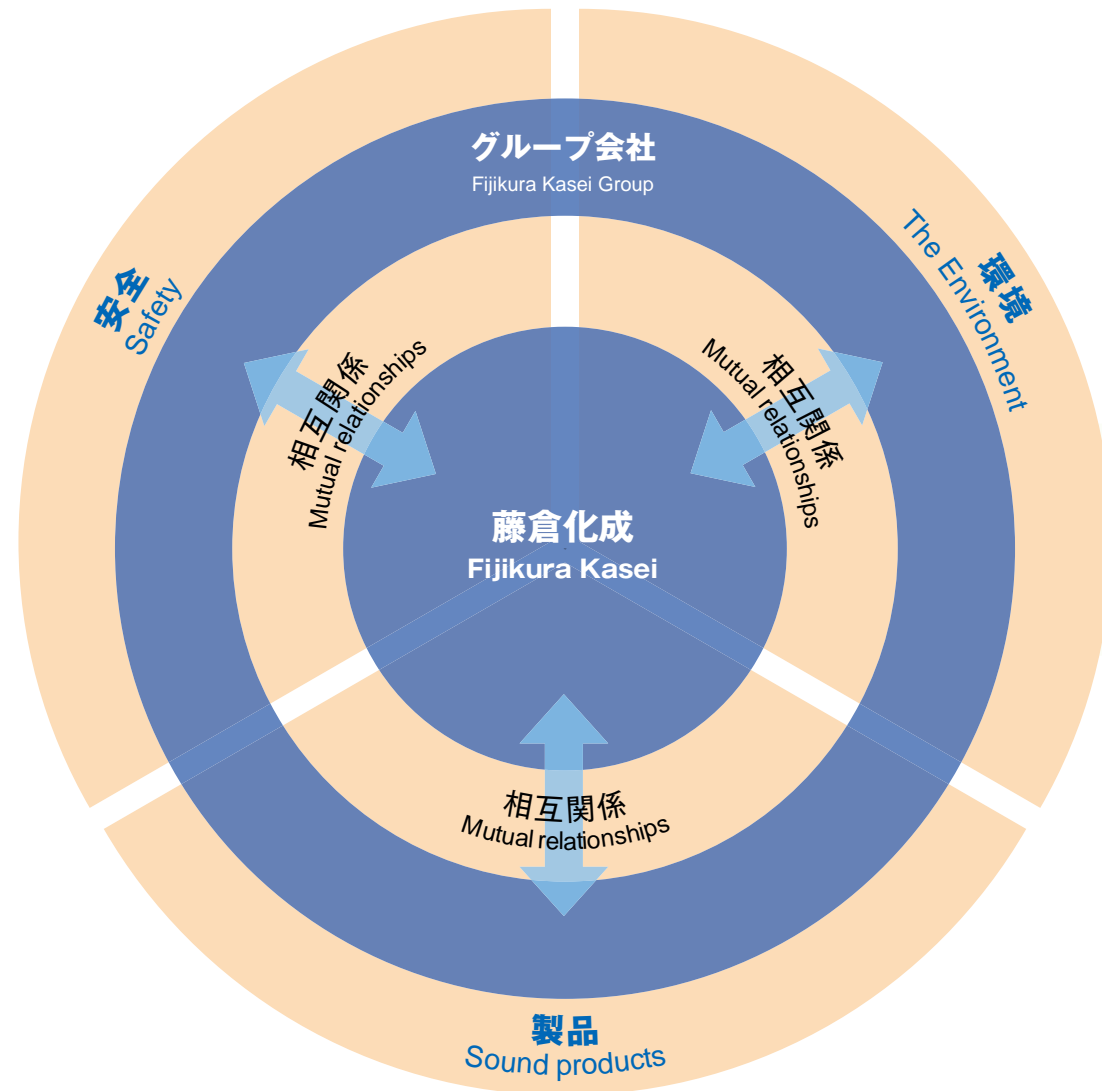 グループ会社
Fijikura Kasei Group
安全
Safety
環境
The Environment
相互関係
Mutual relationships
相互関係
Mutual relationships
藤倉化成
Fijikura Kasei
相互関係
Mutual relationships
製品
Sound products